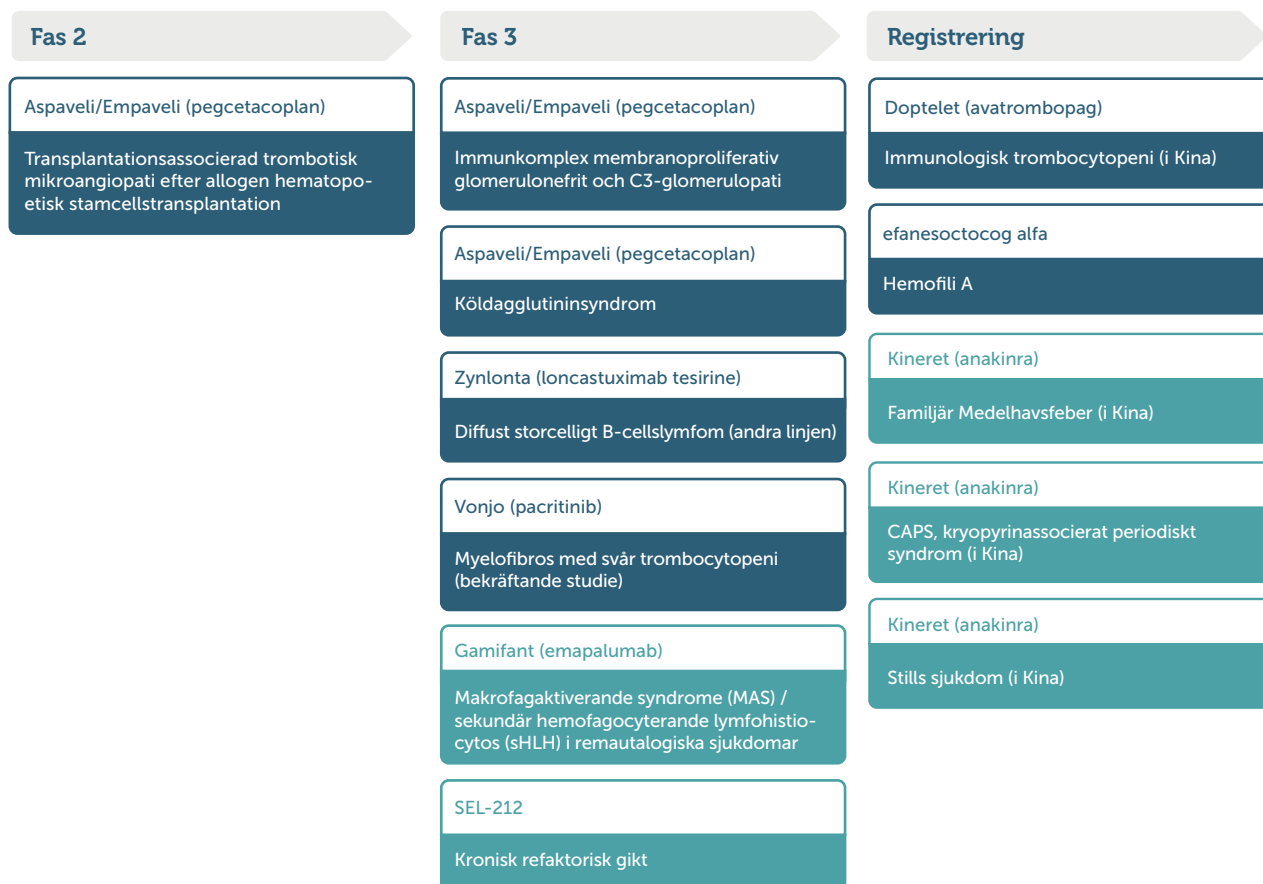 Fas 2
Aspaveli/Empaveli (pegcetacoplan)
Transplantationsassocierad trombotisk
mikroangiopati efter allogen hematopo-
etisk stamcellstransplantation
Fas 3
Aspaveli/Empaveli (pegcetacoplan)
Immunkomplex membranoproliferativ
glomerulonefrit och C3-glomerulopati
Aspaveli/Empaveli (pegcetacoplan)
Köldagglutininsyndrom
Zynlonta (loncastuximab tesirine)
Diffust storcelligt B-cellslymfom (andra linjen)
Vonjo (pacritinib)
Myelofibros med svår trombocytopeni
(bekräftande studie)
Gamifant (emapalumab)
Makrofagaktiverande syndrome (MAS) /
sekundär hemofagocyterande lymfohistio-
cytos (sHLH) i remautalogiska sjukdomar
SEL-212
Kronisk refaktorisk gikt
Registrering
Doptelet (avatrombopag)
Immunologisk trombocytopeni (i Kina)
efanesoctocog alfa
Hemofili A
Kineret (anakinra)
Familjär Medelhavsfeber (i Kina)
Kineret (anakinra)
CAPS, kryopyrinassocierat periodiskt
syndrom (i Kina)
Kineret (anakinra)
Stills sjukdom (i Kina)